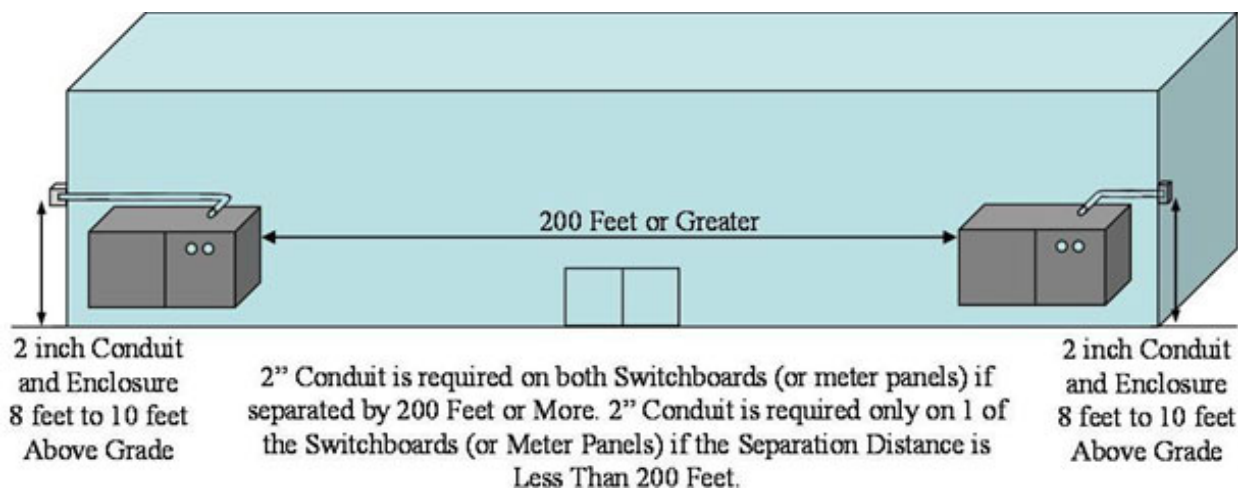 200 Feet or Greater
2 inch Conduit
and Enclosure
8 feet to 10 feet
Above Grade
2” Conduit is required on both Switchboards (or meter panels) if
separated by 200 Feet or More. 2” Conduit is required only on 1 of
the Switchboards (or Meter Panels) if the Separation Distance is
Less Than 200 Feet.
2 inch Conduit
and Enclosure
8 feet to 10 feet
Above Grade